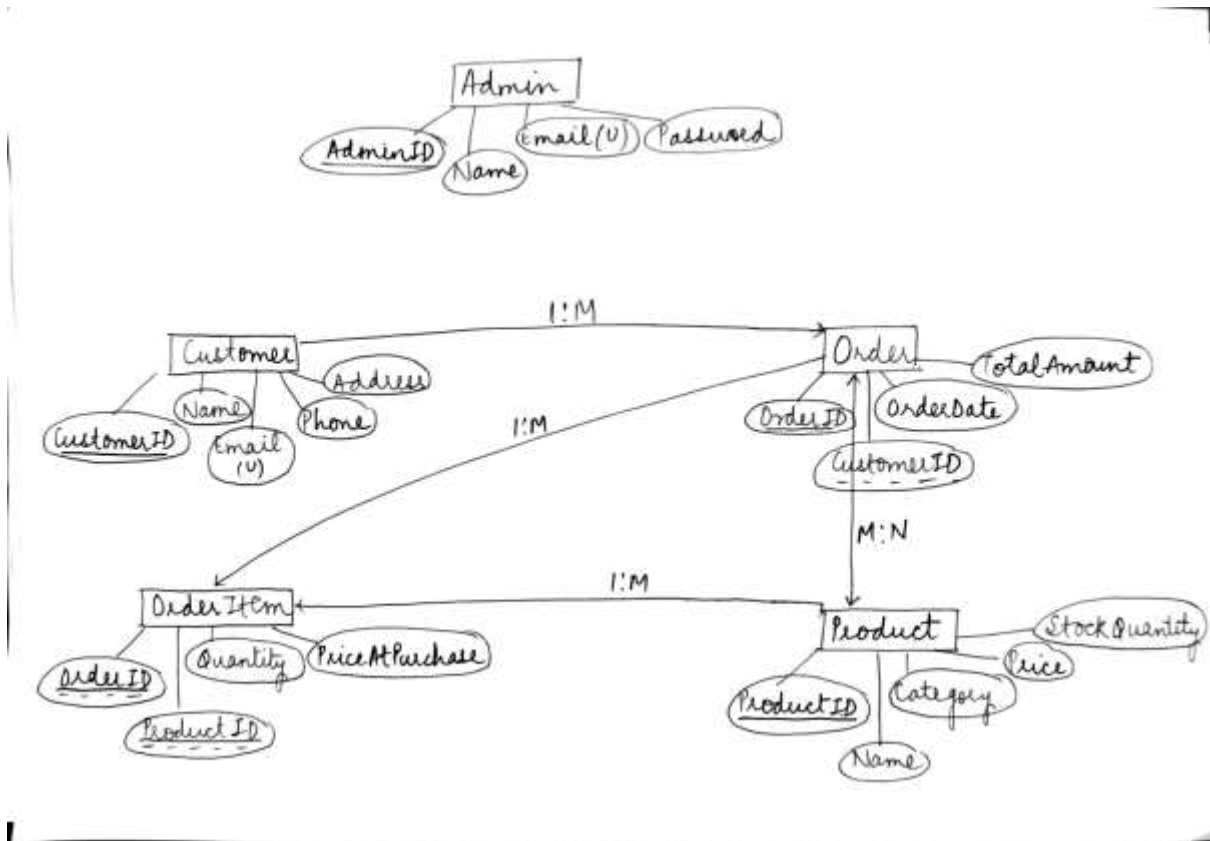 Admin
AdminID
Name
Email(U)
Password
1:M
Customer
CustomerID
Name
Email
(U)
Phone
Address
Order
OrderID
CustomerID
OrderDate
TotalAmount
1:M
M:N
1:M
OrderItem
OrderID
ProductID
Quantity
PriceAtPurchase
Product
ProductID
Name
Category
Price
StockQuantity